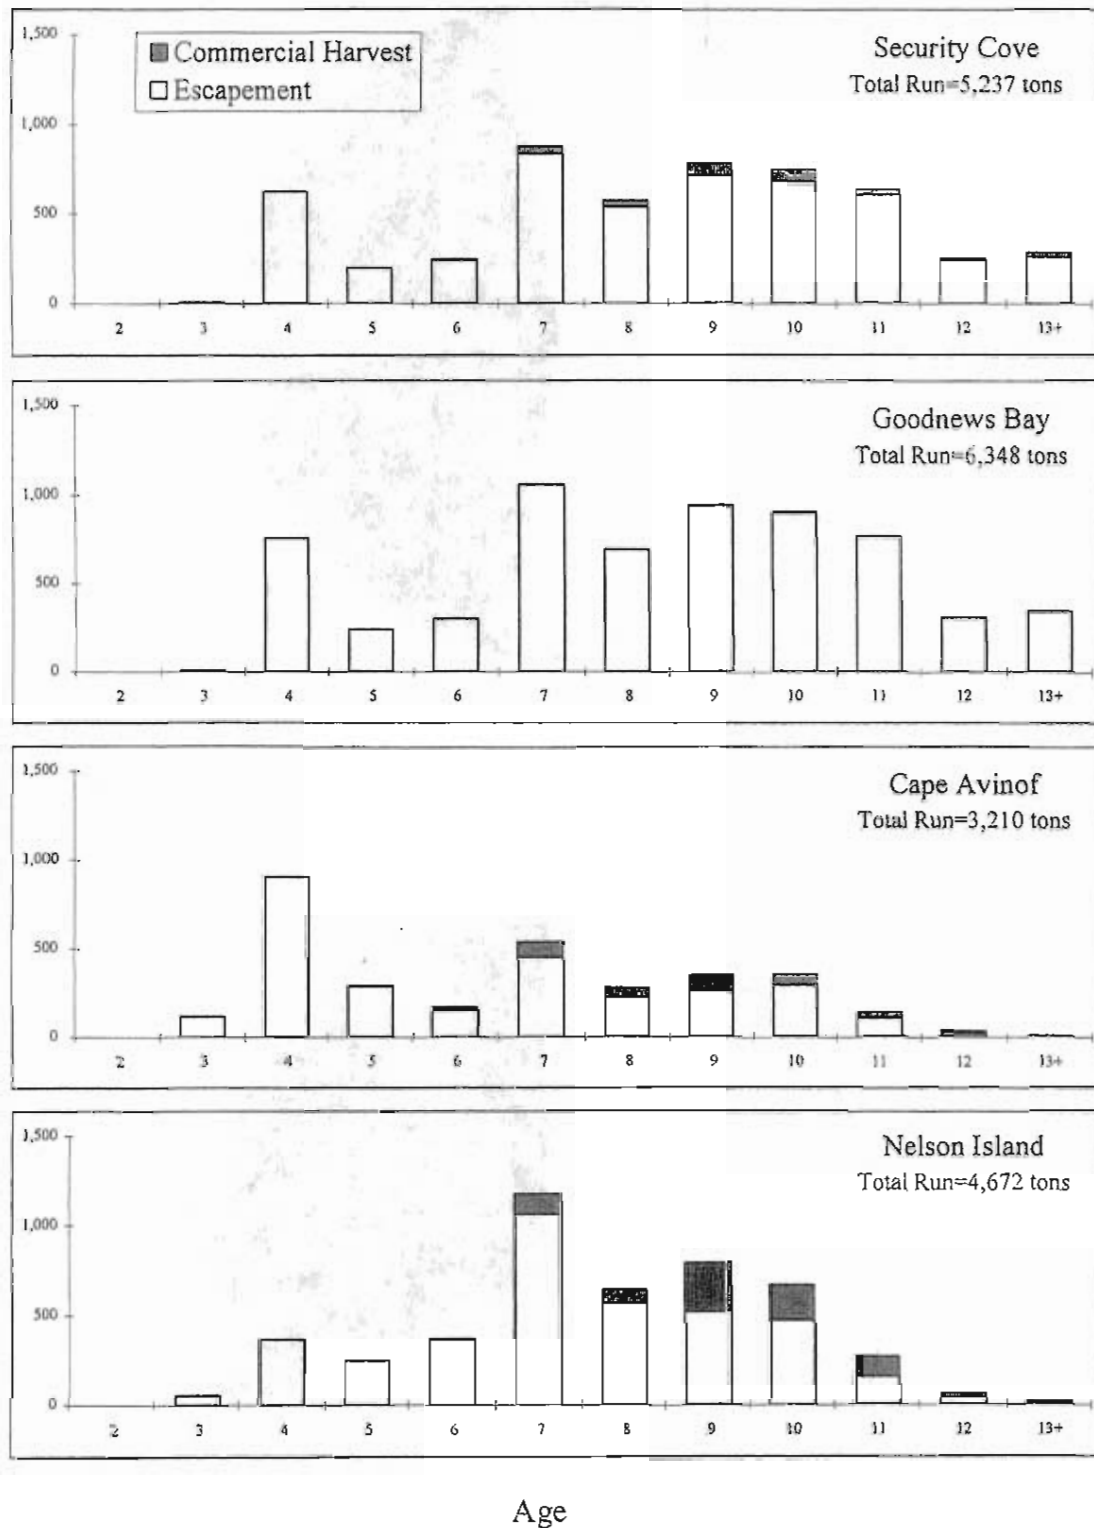 1,500
Commercial Harvest
Escapement
Security Cove
Total Run=5,237 tons
1,000
500
0
2 3 4 5 6 7 8 9 10 11 12 13+
1,500
Goodnews Bay
Total Run=6,348 tons
1,000
500
0
2 3 4 5 6 7 8 9 10 11 12 13+
1,500
Cape Avinof
Total Run=3,210 tons
1,000
500
0
2 3 4 5 6 7 8 9 10 11 12 13+
1,500
Nelson Island
Total Run=4,672 tons
1,000
500
0
2 3 4 5 6 7 8 9 10 11 12 13+
Age